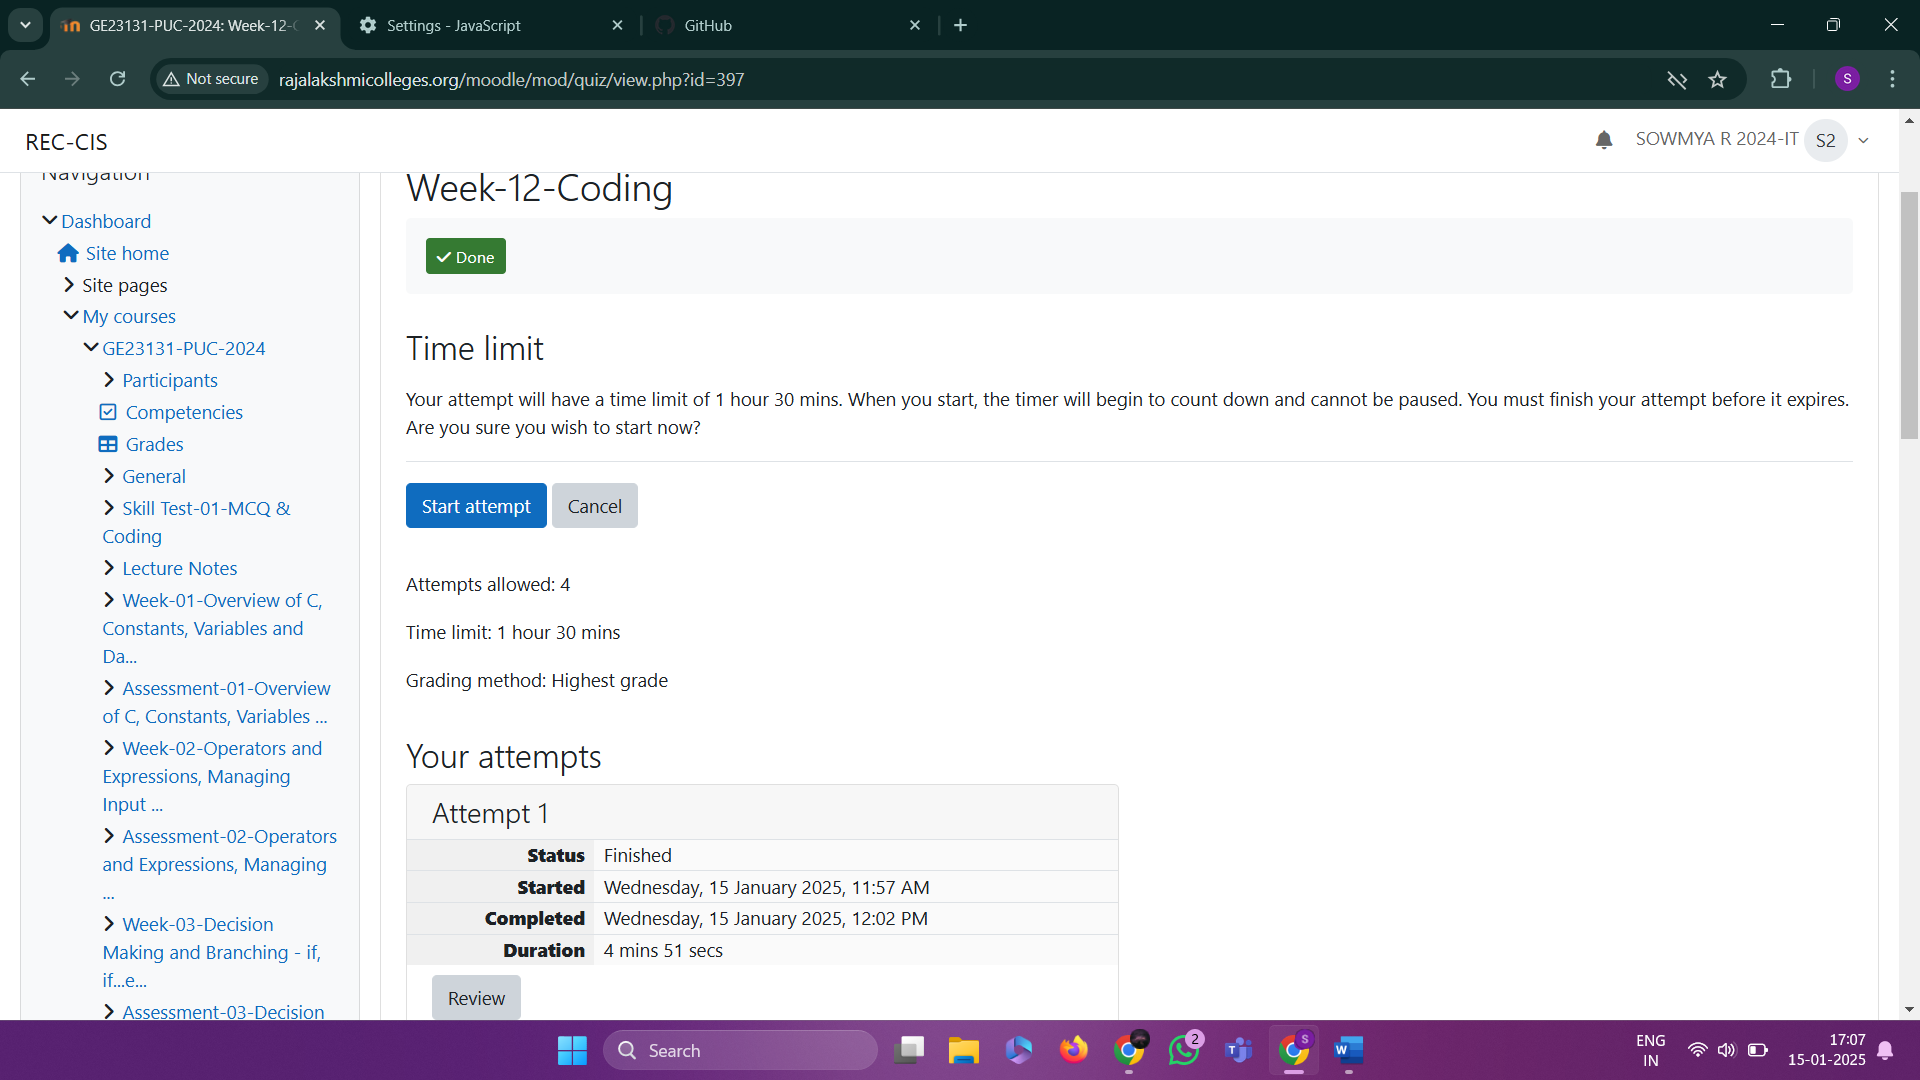 GE23131-PUC-2024: Week-12-C
Settings - JavaScript
GitHub
Not secure
rajalakshmicolleges.org/moodle/mod/quiz/view.php?id=397
S
REC-CIS
SOWMYA R 2024-IT
S2
Navigation
Dashboard
Site home
Site pages
My courses
GE23131-PUC-2024
Participants
Competencies
Grades
General
Skill Test-01-MCQ &
Coding
Lecture Notes
Week-01-Overview of C,
Constants, Variables and
Da...
Assessment-01-Overview
of C, Constants, Variables ...
Week-02-Operators and
Expressions, Managing
Input ...
Assessment-02-Operators
and Expressions, Managing
...
Week-03-Decision
Making and Branching - if,
if...e...
Assessment-03-Decision
Week-12-Coding
Done
Time limit
Your attempt will have a time limit of 1 hour 30 mins. When you start, the timer will begin to count down and cannot be paused. You must finish your attempt before it expires.
Are you sure you wish to start now?
Start attempt
Cancel
Attempts allowed: 4
Time limit: 1 hour 30 mins
Grading method: Highest grade
Your attempts
Attempt 1
Status Finished
Started Wednesday, 15 January 2025, 11:57 AM
Completed Wednesday, 15 January 2025, 12:02 PM
Duration 4 mins 51 secs
Review
Search
2
S
ENG
IN
17:07
15-01-2025